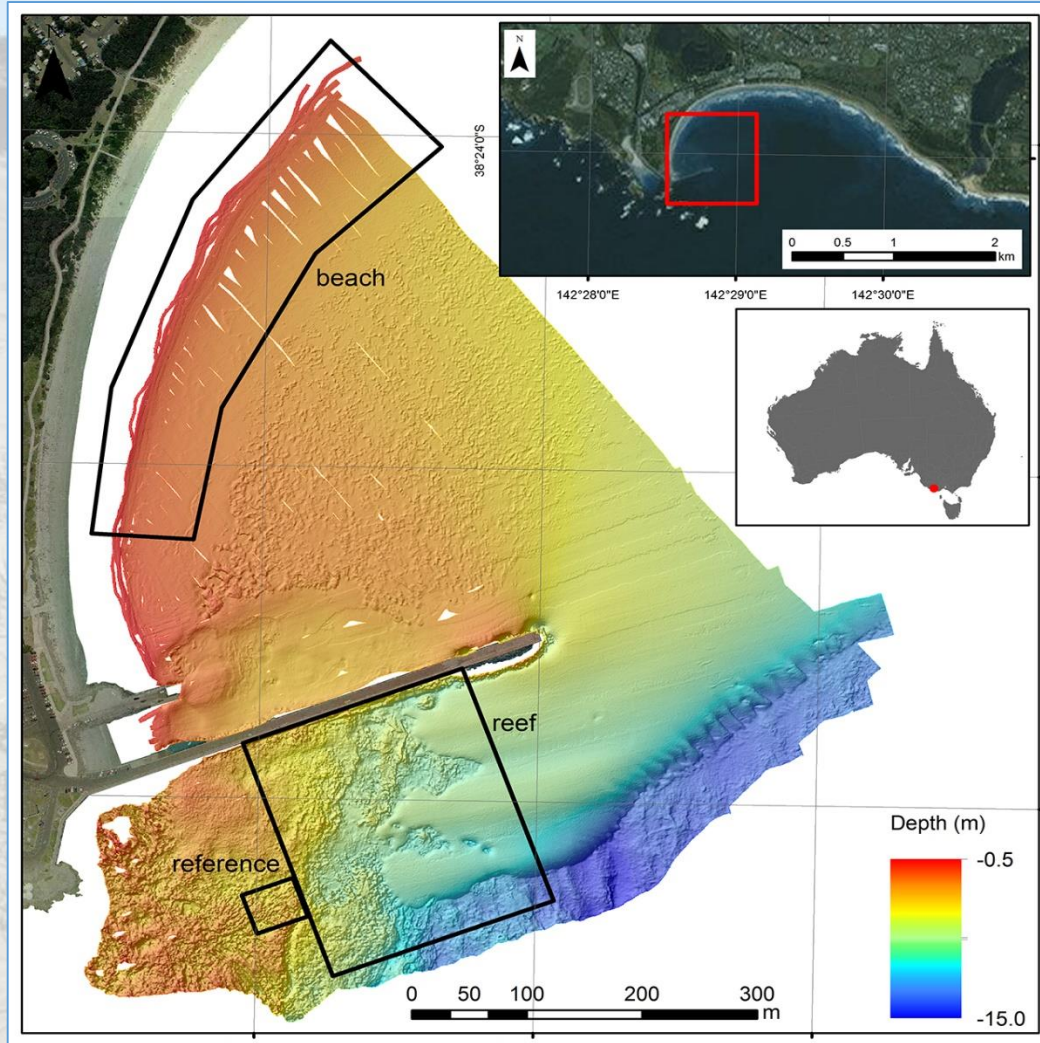 N
38°24'0"S
N
0 0.5 1 2
km
142°28'0"E 142°29'0"E 142°30'0"E
beach
reef
reference
Depth (m)
-0.5
-15.0
0 50 100 200 300
m